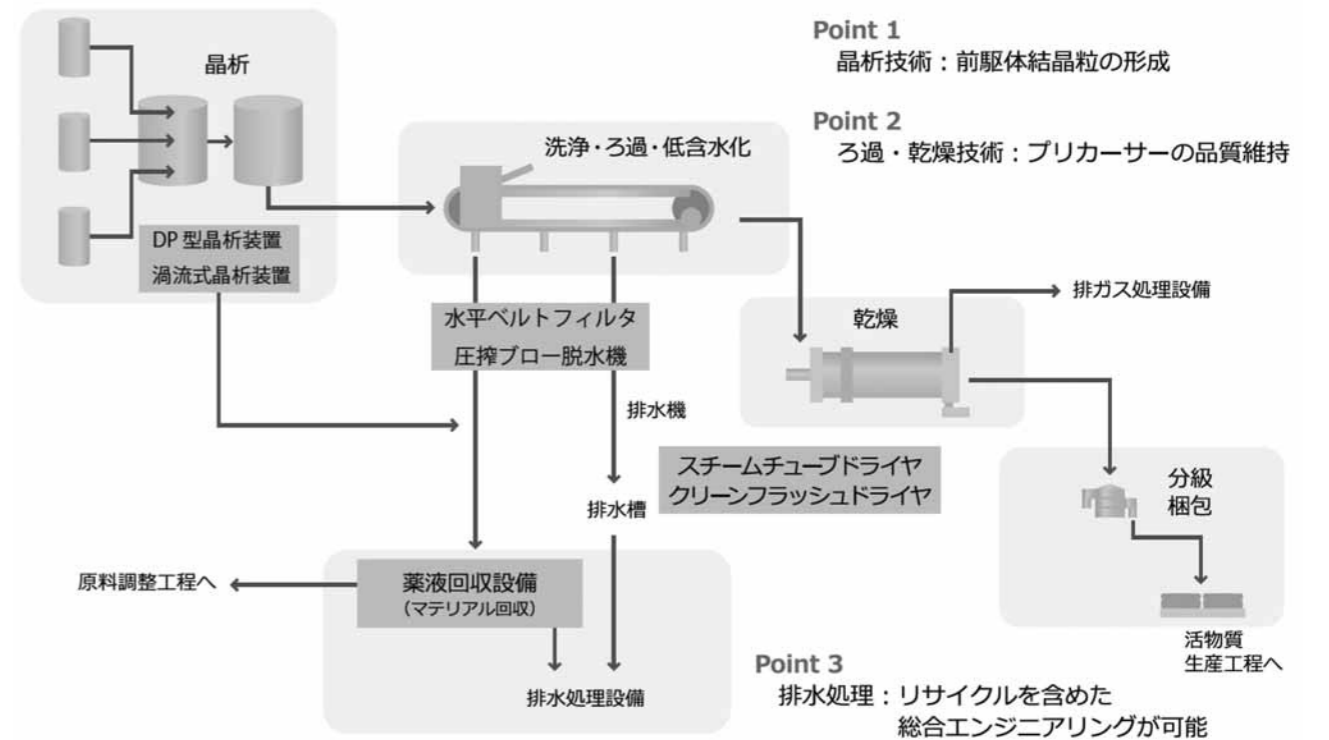 Point 1
晶析技術：前駆体結晶粒の形成
Point 2
ろ過・乾燥技術：プリカーサーの品質維持
晶析
DP 型晶析装置
渦流式晶析装置
洗浄・ろ過・低含水化
水平ベルトフィルタ
圧搾ブロー脱水機
排水機
排水槽
乾燥
排ガス処理設備
スチームチューブドライヤ
クリーンフラッシュドライヤ
分級
梱包
活物質
生産工程へ
原料調整工程へ
薬液回収設備
（マテリアル回収）
排水処理設備
Point 3
排水処理：リサイクルを含めた
総合エンジニアリングが可能